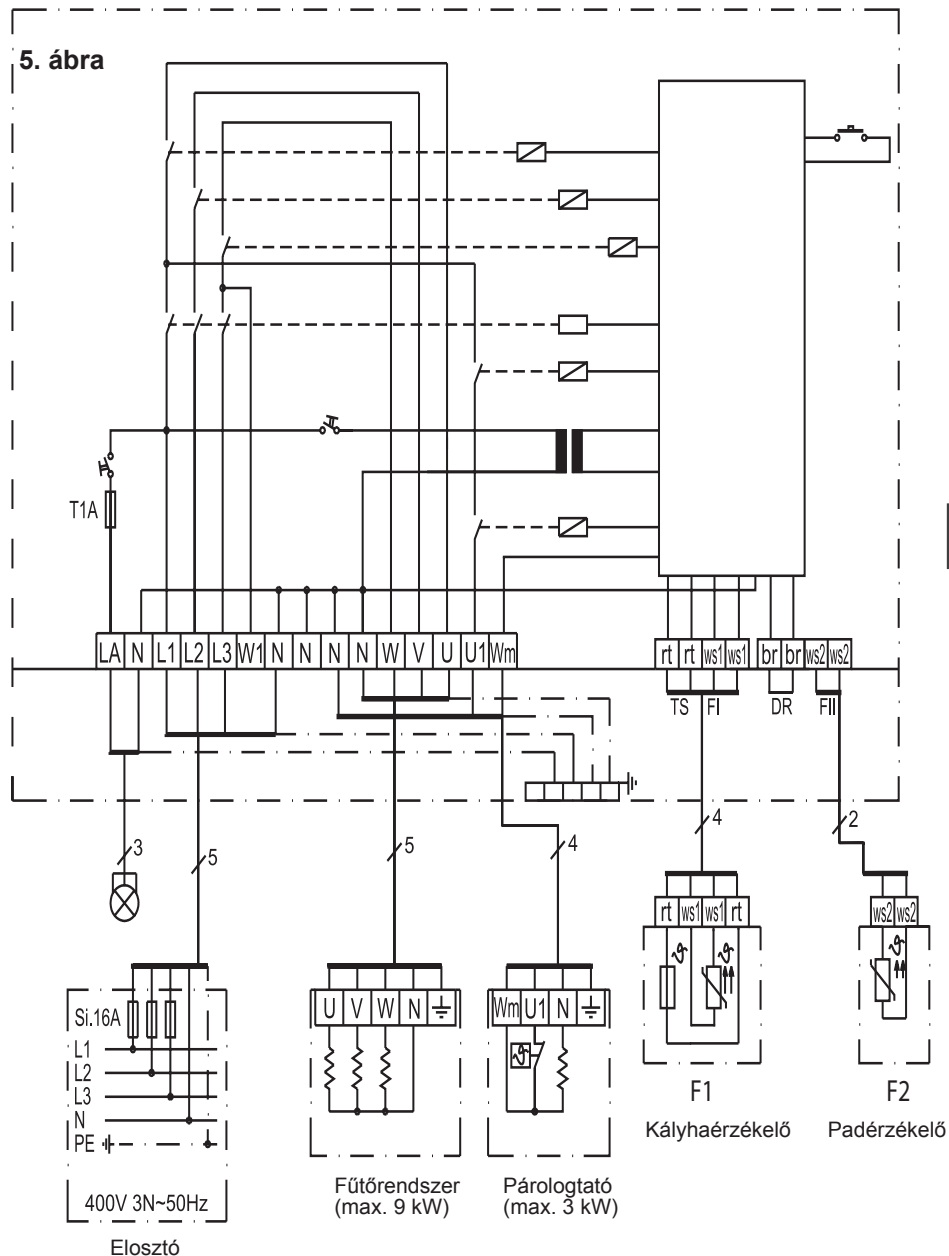 5. ábra
T1A
LA N L1 L2 L3 W1 N N N N W V U U1 Wm
rt rt ws1 ws1 br br ws2 ws2
TS FI DR FII
3
5
5
4
4
2
rt ws1 ws1 rt
ws2 ws2
Si.16A
L1
L2
L3
N
PE
400V 3N~50Hz
Elosztó
U V W N
Fűtőrendszer
(max. 9 kW)
Wm U1 N
Párologtató
(max. 3 kW)
F1
Kályhaérzékelő
F2
Padérzékelő